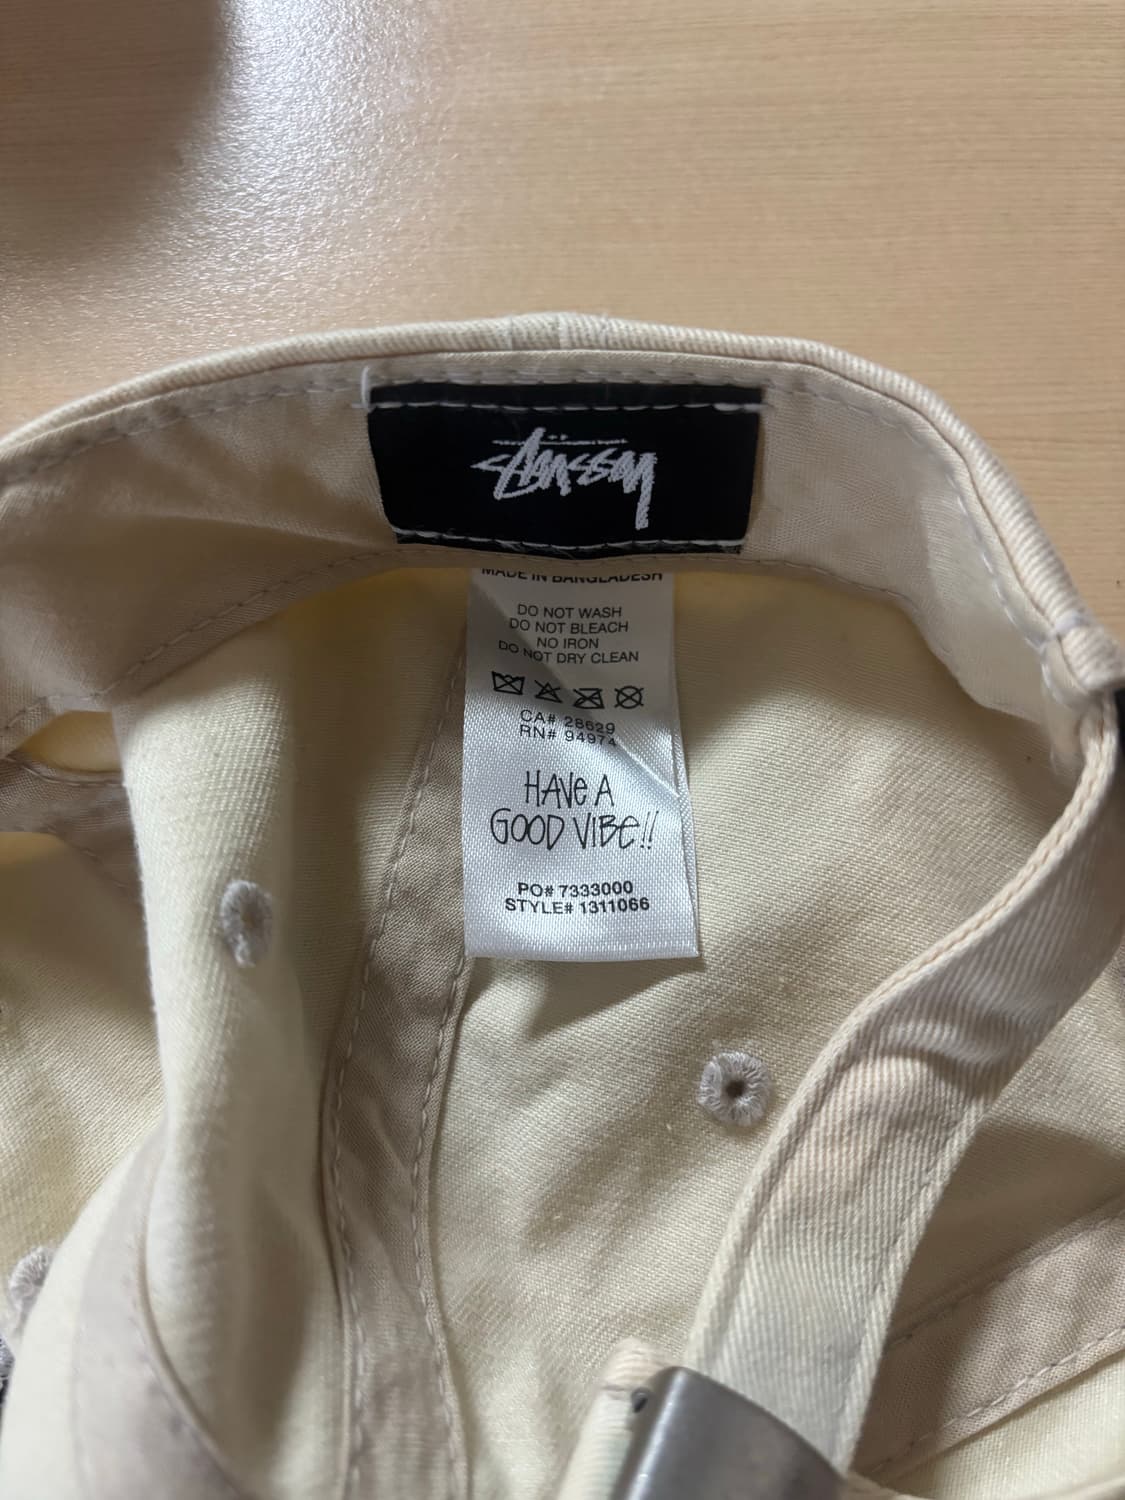 Stüssy
MADE IN BANGLADESH
DO NOT WASH
DO NOT BLEACH
NO IRON
DO NOT DRY CLEAN
CA# 28629
RN# 94974
HAVe A
GOOD VIBe!!
PO# 7333000
STYLE# 1311066